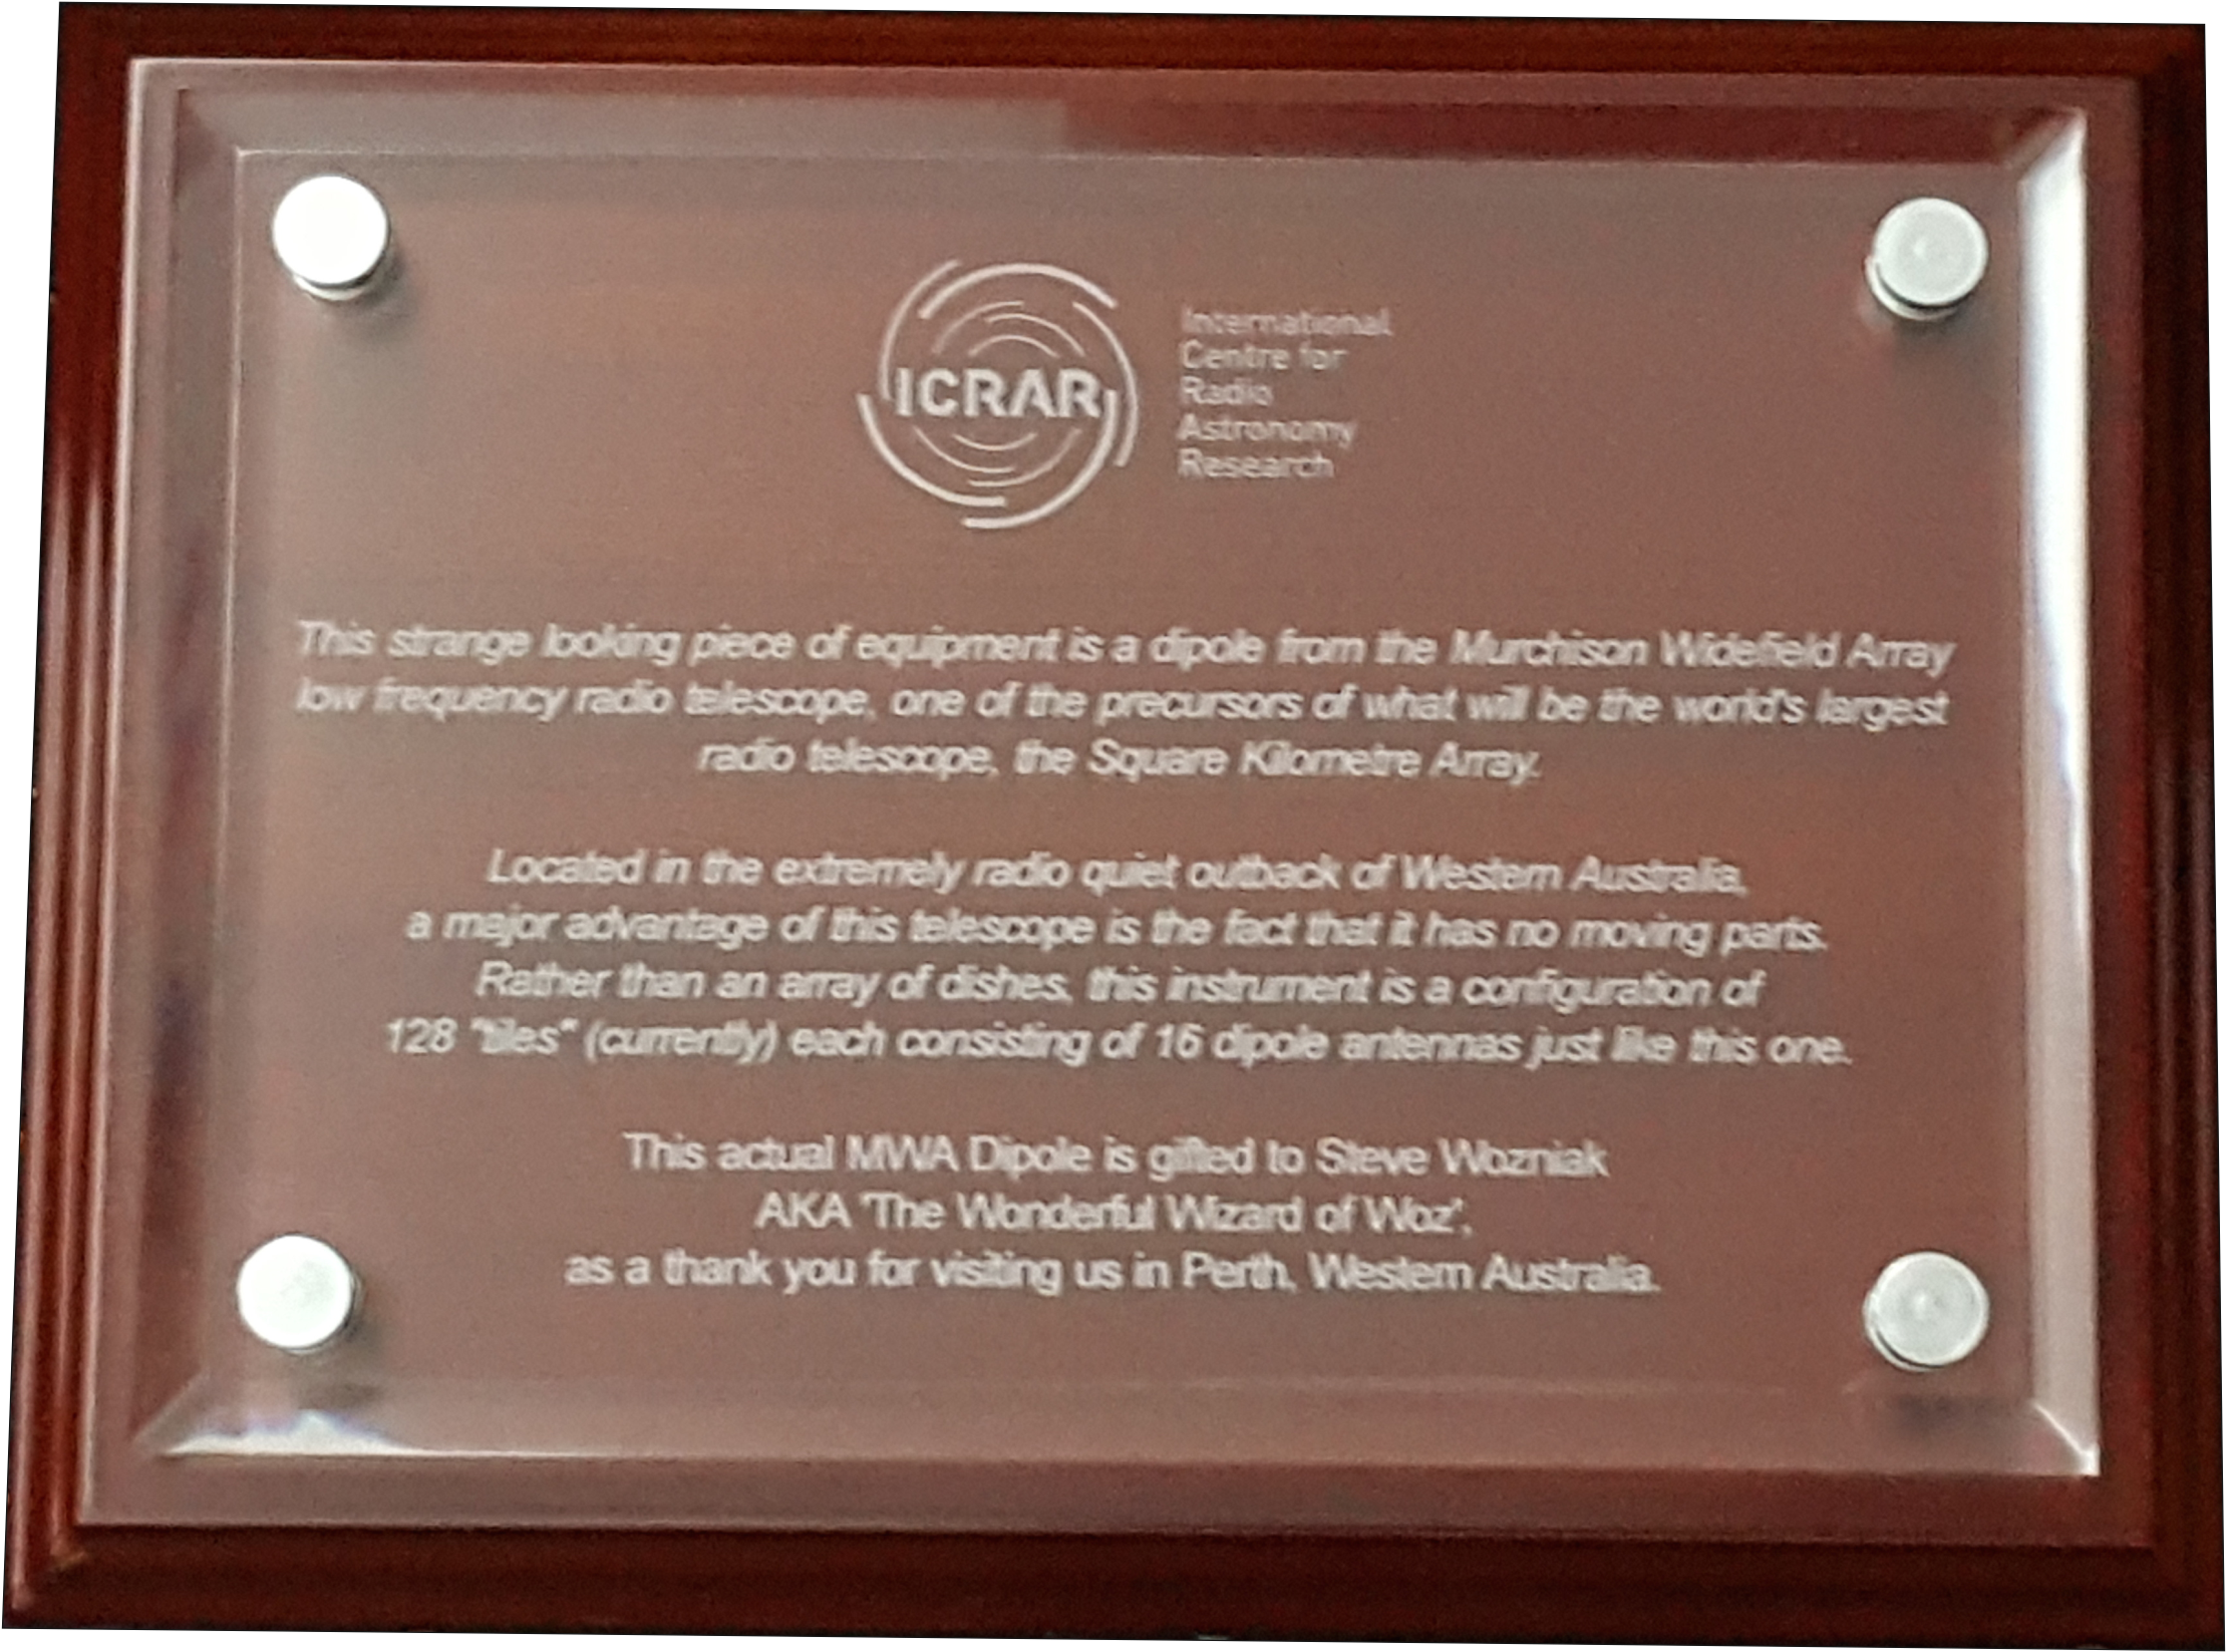 ICRAR
International
Centre for
Radio
Astronomy
Research
This strange looking piece of equipment is a dipole from the Murchison Widefield Array
low frequency radio telescope, one of the precursors of what will be the world's largest
radio telescope, the Square Kilometre Array.
Located in the extremely radio quiet outback of Western Australia,
a major advantage of this telescope is the fact that it has no moving parts.
Rather than an array of dishes, this instrument is a configuration of
128 "tiles" (currently) each consisting of 16 dipole antennas just like this one.
This actual MWA Dipole is gifted to Steve Wozniak
AKA 'The Wonderful Wizard of Woz',
as a thank you for visiting us in Perth, Western Australia.